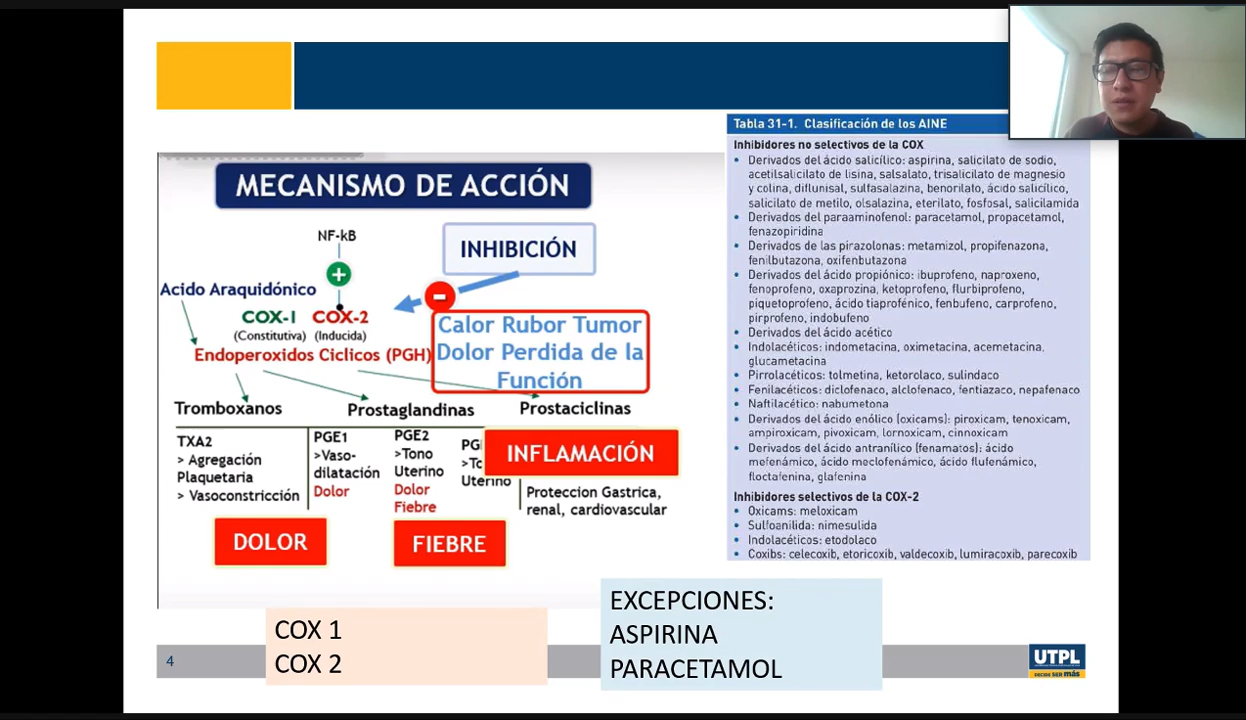 MECANISMO DE ACCIÓN
NF-kB
INHIBICIÓN
+
-
Acido Araquidónico
COX-1 COX-2
(Constitutiva) (Inducida)
Endoperoxidos Ciclicos (PGH)
Calor Rubor Tumor
Dolor Perdida de la
Función
Tromboxanos
Prostaglandinas
Prostaciclinas
TXA2
> Agregación
Plaquetaria
> Vasoconstricción
PGE1
>Vaso-
dilatación
Dolor
PGE2
>Tono
Uterino
Dolor
Fiebre
Uterino
INFLAMACIÓN
Proteccion Gastrica,
renal, cardiovascular
DOLOR
FIEBRE
Tabla 31-1. Clasificación de los AINE
Inhibidores no selectivos de la COX
• Derivados del ácido salicílico: aspirina, salicilato de sodio,
acetilsalicilato de lisina, salsalato, trisalicilato de magnesio
y colina, diflunisal, sulfasalazina, benorilato, ácido salicílico,
salicilato de metilo, olsalazina, eterilato, fosfosal, salicilamida
• Derivados del paraaminofenol: paracetamol, propacetamol,
fenazopiridina
• Derivados de las pirazolonas: metamizol, propifenazona,
fenilbutazona, oxifenbutazona
• Derivados del ácido propiónico: ibuprofeno, naproxeno,
fenoprofeno, oxaprozina, ketoprofeno, flurbiprofeno,
piquetoprofeno, ácido tiaprofénico, fenbufeno, carprofeno,
pirprofeno, indobufeno
• Derivados del ácido acético
• Indolacéticos: indometacina, oximetacina, acemetacina,
glucametacina
• Pirrolacéticos: tolmetina, ketorolaco, sulindaco
• Fenilacéticos: diclofenaco, alclofenaco, fentiazaco, nepafenaco
• Naftilacético: nabumetona
• Derivados del ácido enólico (oxicams): piroxicam, tenoxicam,
ampiroxicam, pivoxicam, lornoxicam, cinnoxicam
• Derivados del ácido antranílico (fenamatos): ácido
mefenámico, ácido meclofenámico, ácido flufenámico,
floctafenina, glafenina
Inhibidores selectivos de la COX-2
• Oxicams: meloxicam
• Sulfoanilida: nimesulida
• Indolacéticos: etodolaco
• Coxibs: celecoxib, etoricoxib, valdecoxib, lumiracoxib, parecoxib
COX 1
COX 2
EXCEPCIONES:
ASPIRINA
PARACETAMOL
4
UTPL
DECIDE SER más